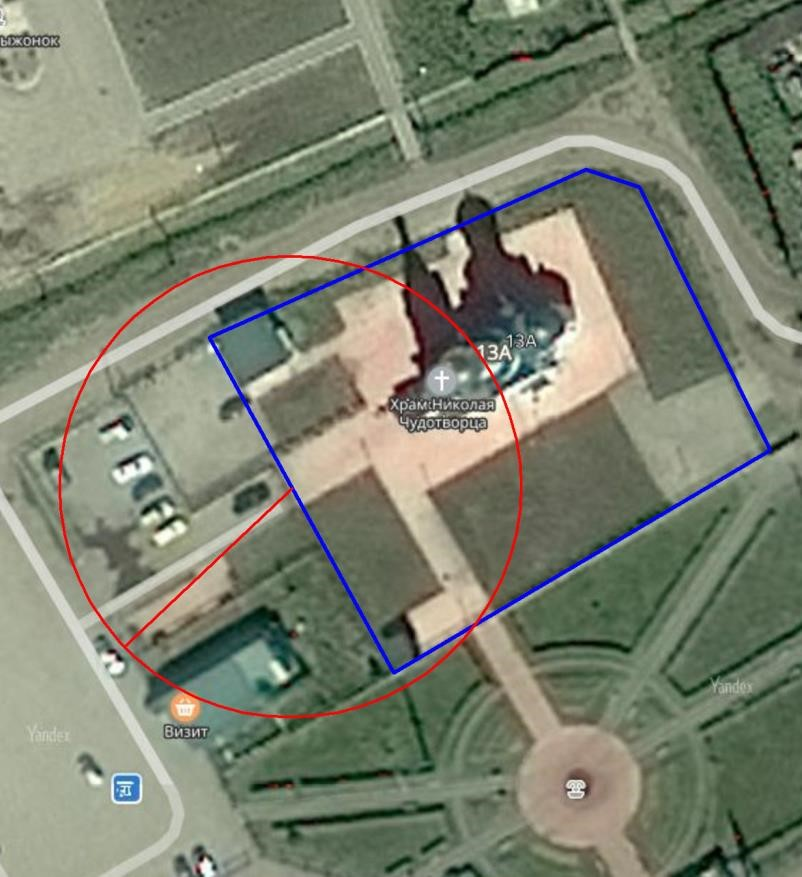 ыжонок
13А
13А
Храм Николая
Чудотворца
Yandex
Yandex
Визит